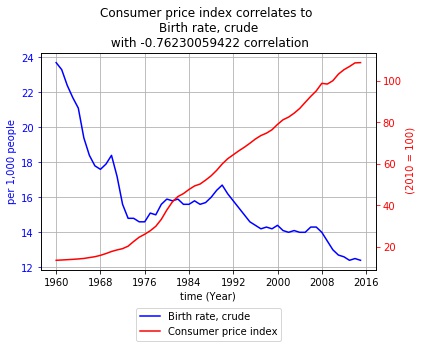 Consumer price index correlates to
Birth rate, crude
with -0.76230059422 correlation
24
22
20
18
16
14
12
per 1,000 people
100
80
60
40
20
(2010 = 100)
1960
1968
1976
1984
1992
2000
2008
2016
time (Year)
Birth rate, crude
Consumer price index